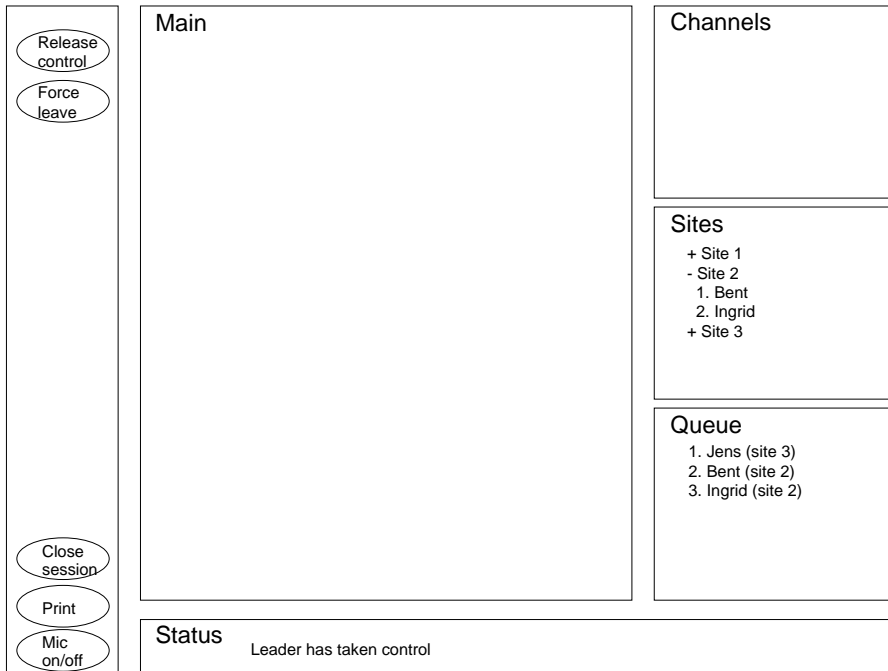 Release
control
Force
leave
Close
session
Print
Mic
on/off
Main
Channels
Sites
+ Site 1
- Site 2
1. Bent
2. Ingrid
+ Site 3
Queue
1. Jens (site 3)
2. Bent (site 2)
3. Ingrid (site 2)
Status
Leader has taken control